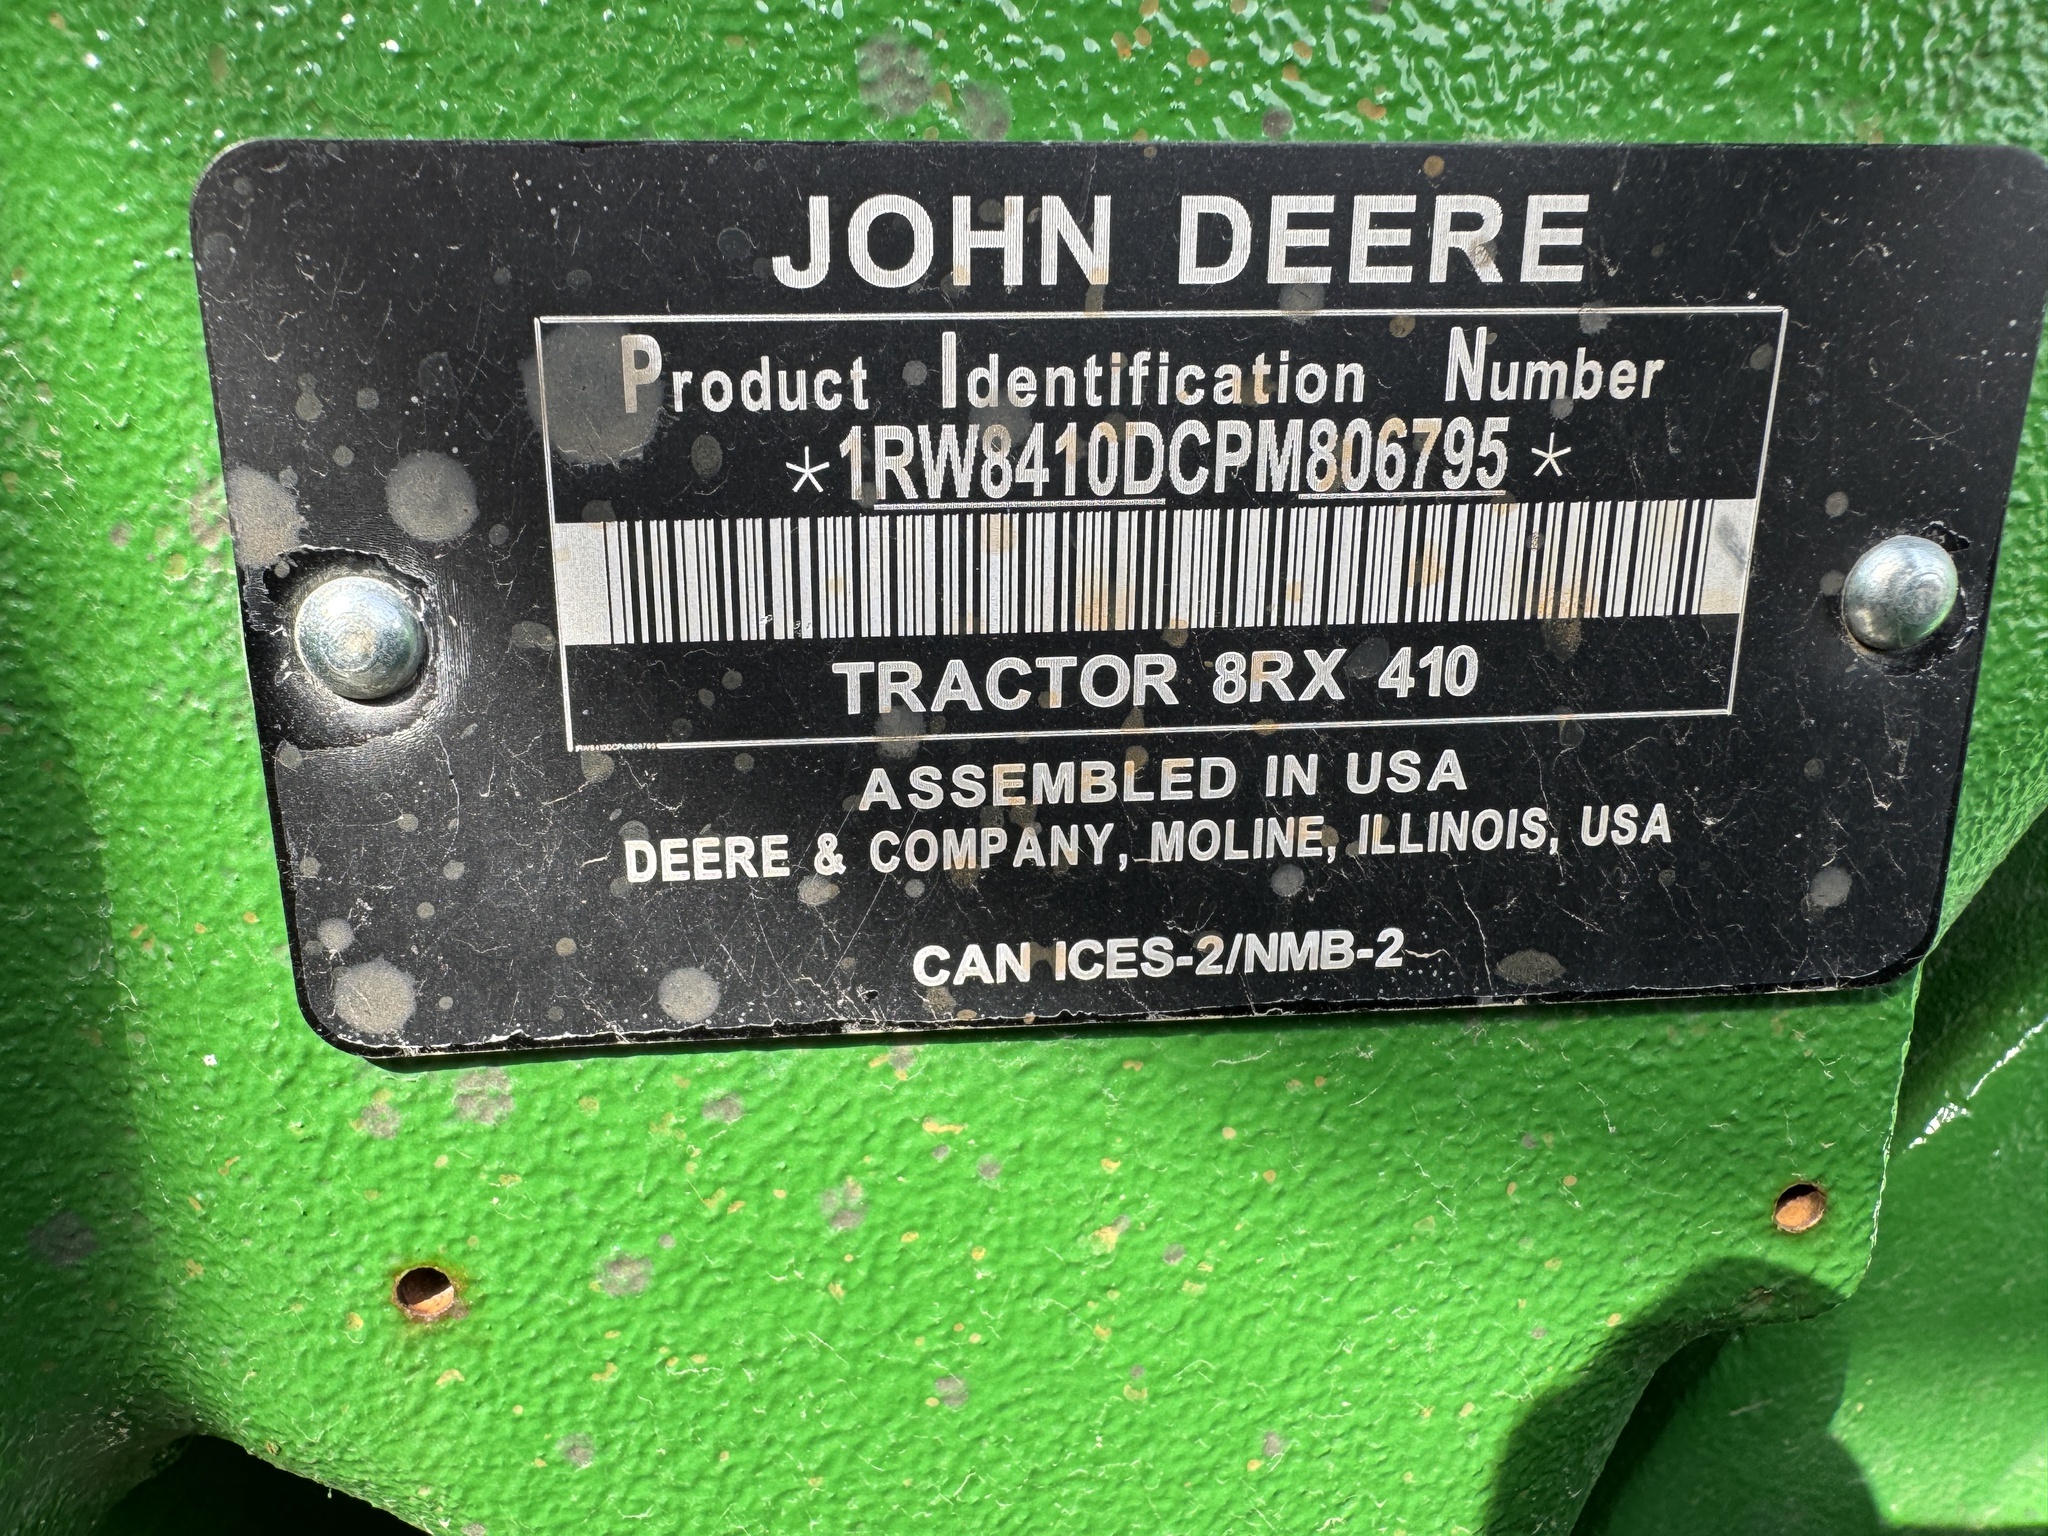 JOHN DEERE
Product Identification Number
*1RW8410DCPM806795*
TRACTOR 8RX 410
1RW8410DCPM806795
ASSEMBLED IN USA
DEERE & COMPANY, MOLINE, ILLINOIS, USA
CAN ICES-2/NMB-2